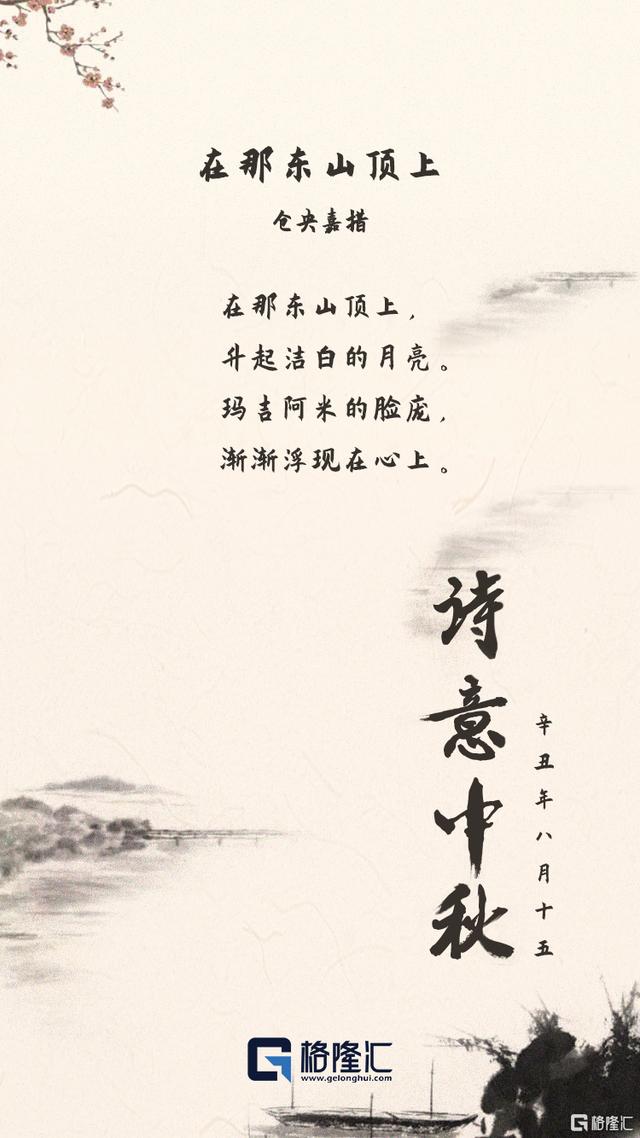 在那东山顶上
仓央嘉措
在那东山顶上，
升起洁白的月亮。
玛吉阿米的脸庞，
渐渐浮现在心上。
诗意中秋
辛丑年八月十五
格隆汇
www.gelonghui.com
格隆汇